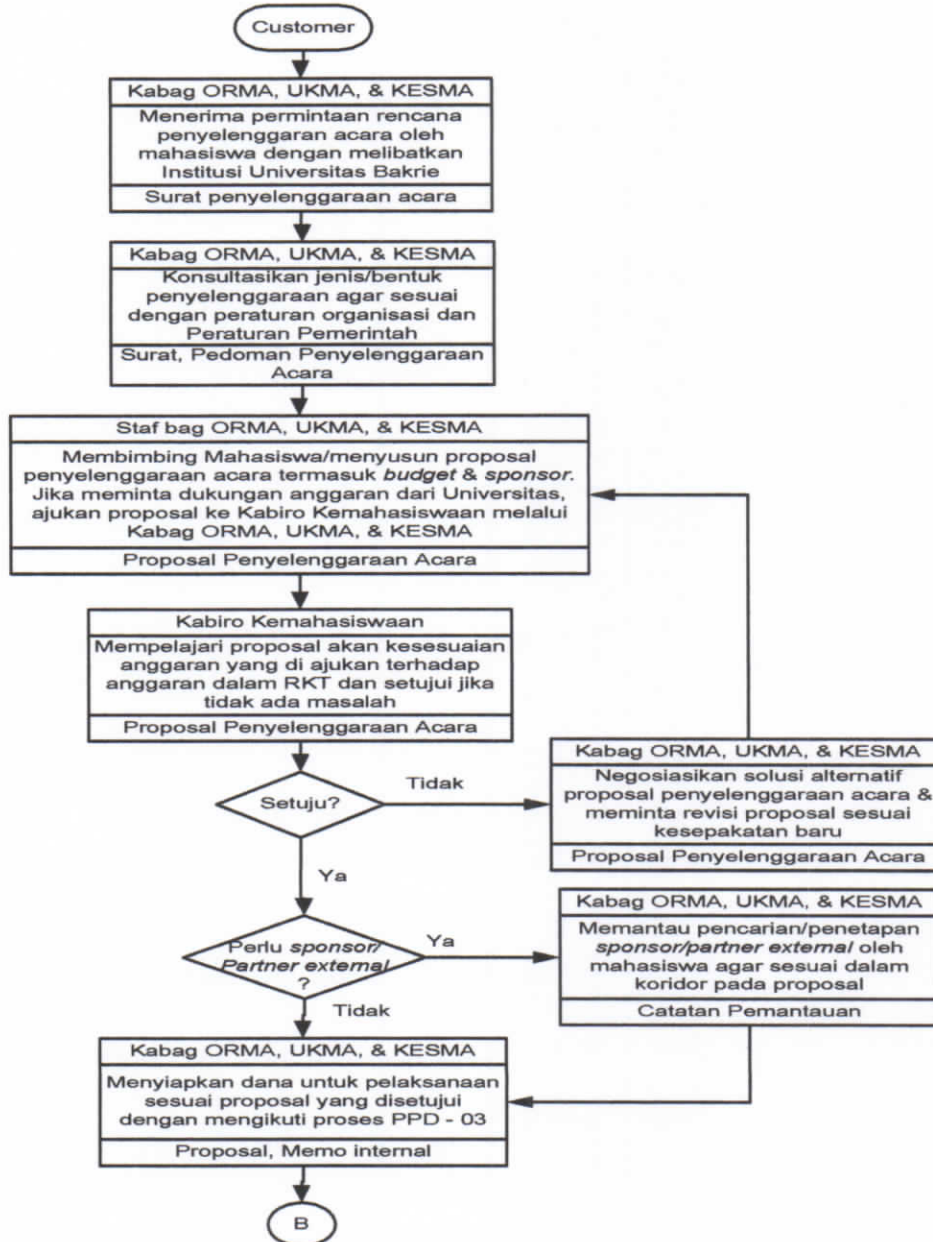 Customer
Kabag ORMA, UKMA, & KESMA
Menerima permintaan rencana
penyelenggaran acara oleh
mahasiswa dengan melibatkan
Institusi Universitas Bakrie
Surat penyelenggaraan acara
Kabag ORMA, UKMA, & KESMA
Konsultasikan jenis/bentuk
penyelenggaraan agar sesuai
dengan peraturan organisasi dan
Peraturan Pemerintah
Surat, Pedoman Penyelenggaraan
Acara
Staf bag ORMA, UKMA, & KESMA
Membimbing Mahasiswa/menyusun proposal
penyelenggaraan acara termasuk budget & sponsor.
Jika meminta dukungan anggaran dari Universitas,
ajukan proposal ke Kabiro Kemahasiswaan melalui
Kabag ORMA, UKMA, & KESMA
Proposal Penyelenggaraan Acara
Kabiro Kemahasiswaan
Mempelajari proposal akan kesesuaian
anggaran yang di ajukan terhadap
anggaran dalam RKT dan setujui jika
tidak ada masalah
Proposal Penyelenggaraan Acara
Setuju?
Tidak
Kabag ORMA, UKMA, & KESMA
Negosiasikan solusi alternatif
proposal penyelenggaraan acara &
meminta revisi proposal sesuai
kesepakatan baru
Proposal Penyelenggaraan Acara
Ya
Perlu sponsor/
Partner external
?
Ya
Kabag ORMA, UKMA, & KESMA
Memantau pencarian/penetapan
sponsor/partner external oleh
mahasiswa agar sesuai dalam
koridor pada proposal
Catatan Pemantauan
Tidak
Kabag ORMA, UKMA, & KESMA
Menyiapkan dana untuk pelaksanaan
sesuai proposal yang disetujui
dengan mengikuti proses PPD - 03
Proposal, Memo internal
B